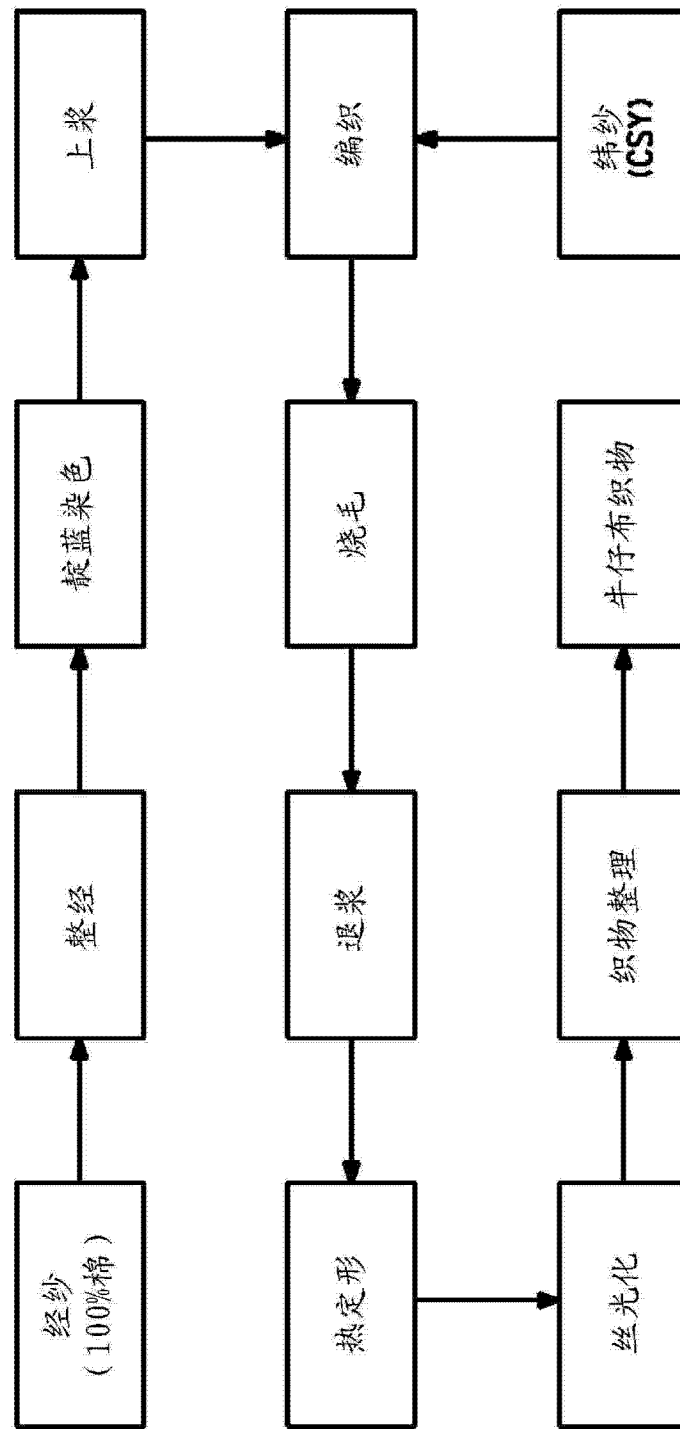 经纱
(100%棉)
整经
靛蓝染色
上浆
热定形
退浆
烧毛
编织
丝光化
织物整理
牛仔布织物
纬纱
(CSY)